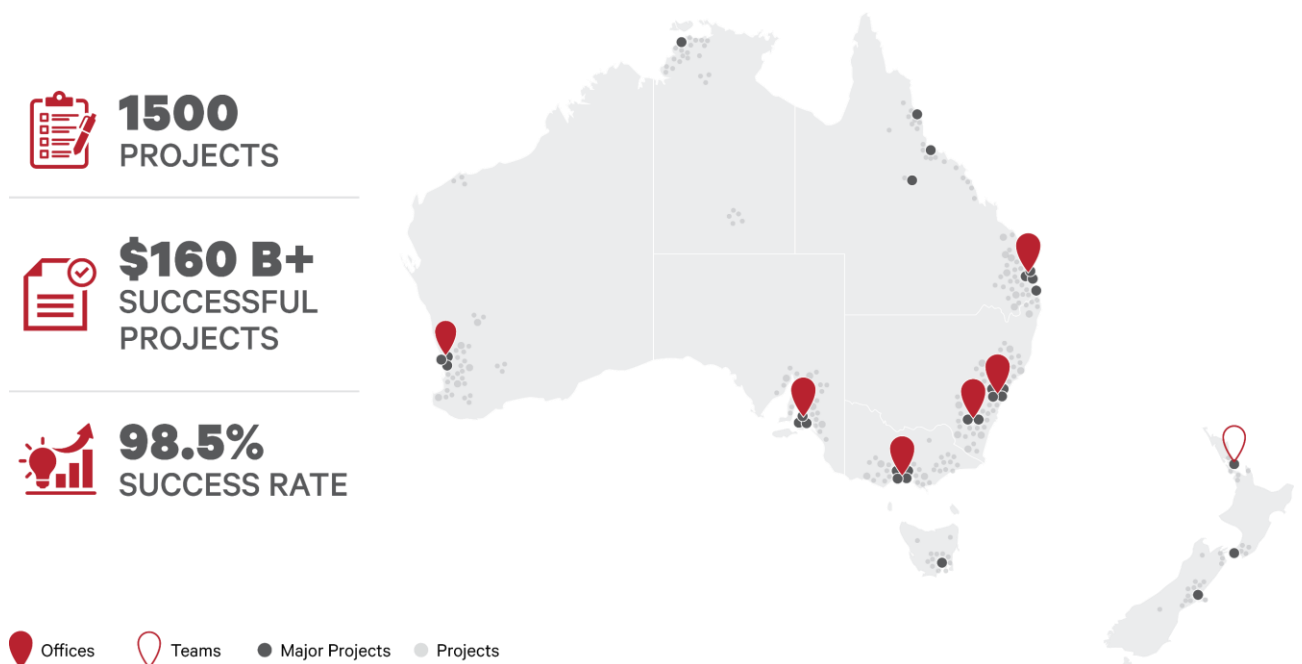 1500
PROJECTS
$160 B+
SUCCESSFUL
PROJECTS
98.5%
SUCCESS RATE
Offices
Teams
Major Projects
Projects